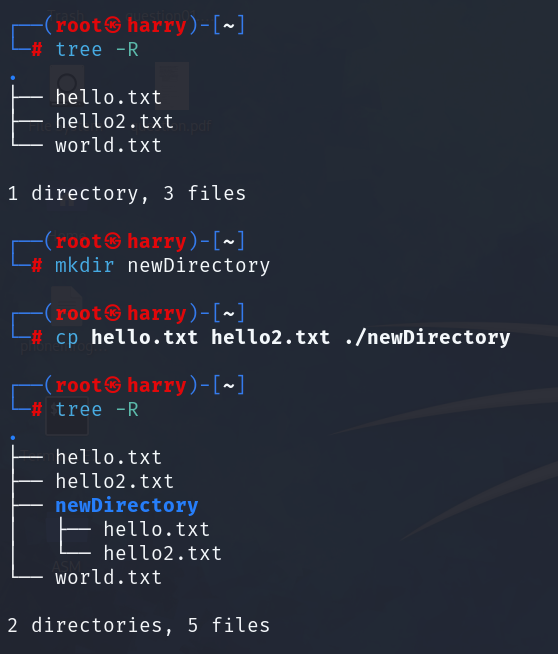 ┌──(root㉿harry)-[~]
└─# tree -R
.
├── hello.txt
├── hello2.txt
└── world.txt

1 directory, 3 files

┌──(root㉿harry)-[~]
└─# mkdir newDirectory

┌──(root㉿harry)-[~]
└─# cp hello.txt hello2.txt ./newDirectory

┌──(root㉿harry)-[~]
└─# tree -R
.
├── hello.txt
├── hello2.txt
├── newDirectory
│   ├── hello.txt
│   └── hello2.txt
└── world.txt

2 directories, 5 files